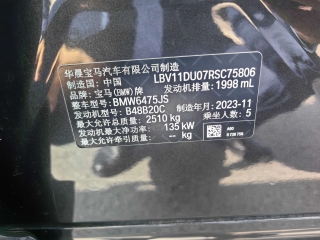 华晨宝马汽车有限公司制造
制造国：中国 LBV11DU07RSC75806
品牌：宝马(BMW)牌 发动机排量：1998 mL
整车型号：BMW6475JS
发动机型号：B48B20C 制造年月：2023-11
最大允许总质量：2510 kg 乘坐人数：5
发动机最大净功率：135 kW
最大允许牵引质量：-- kg